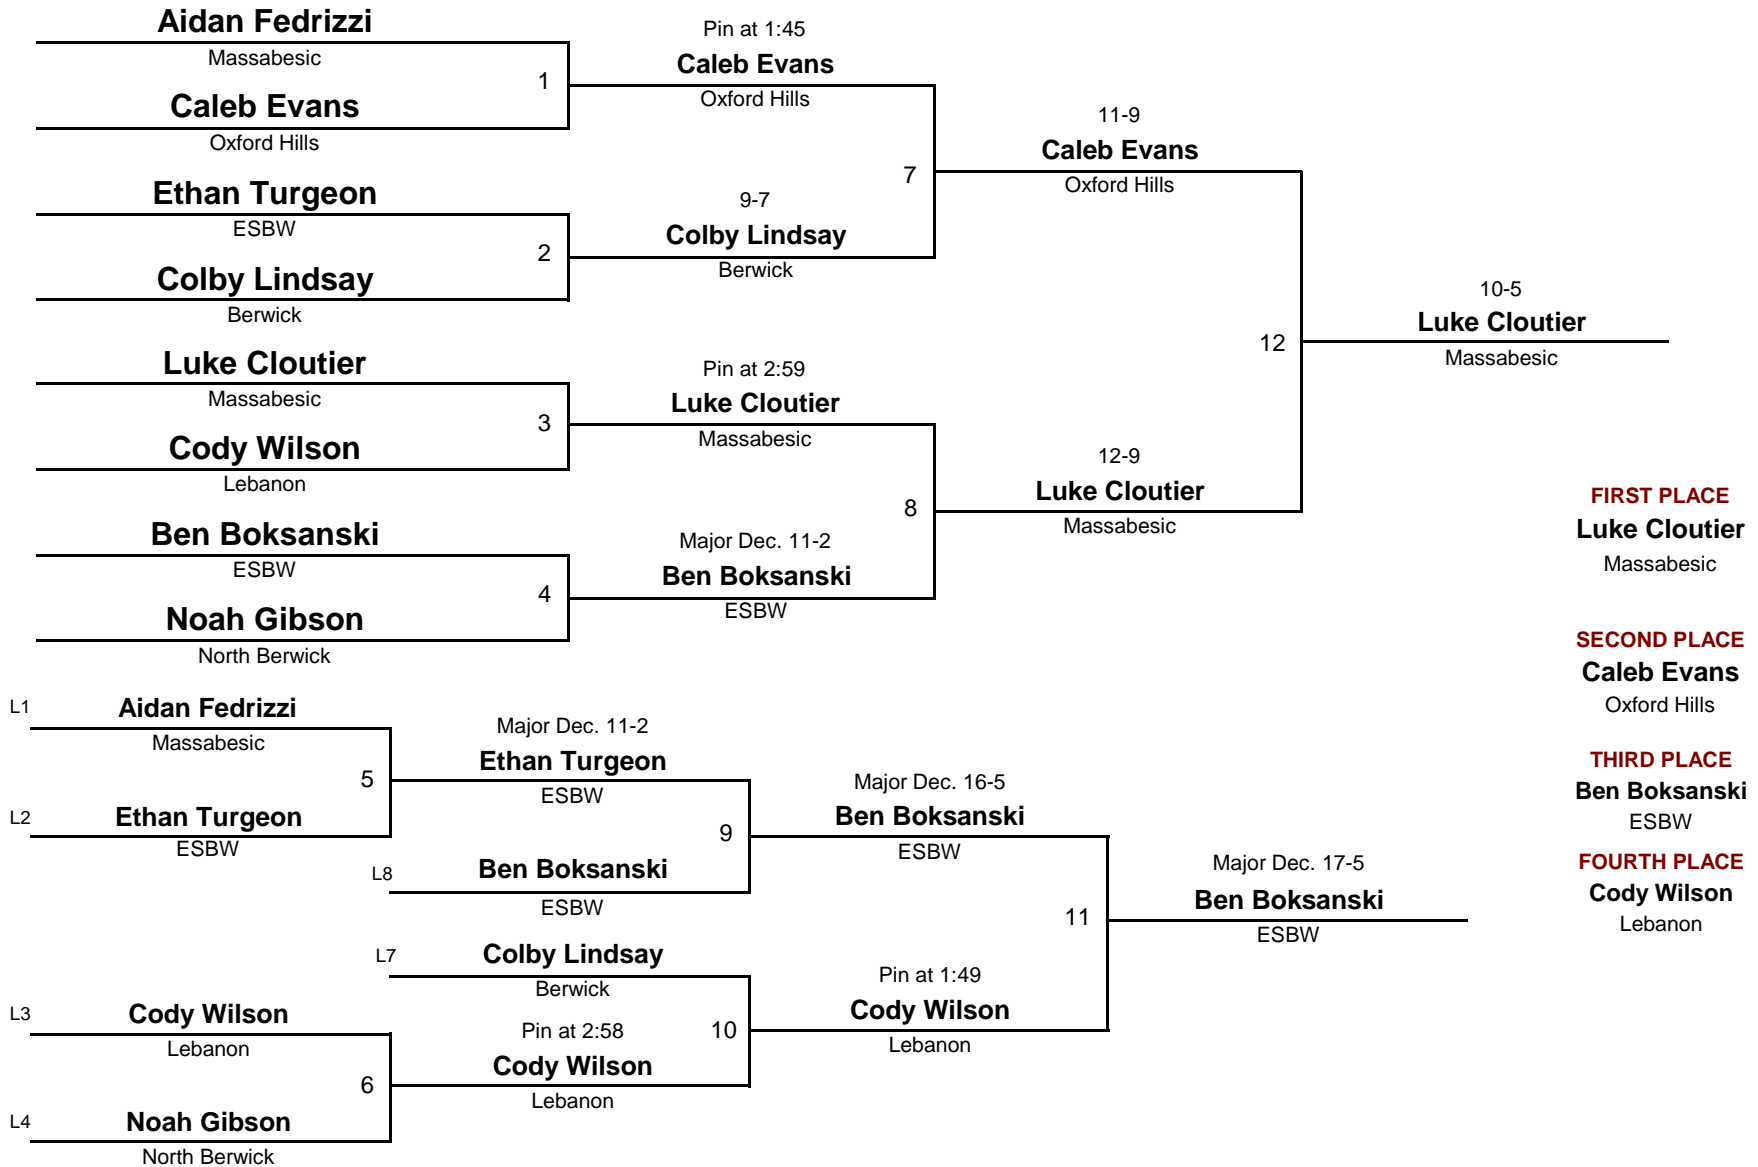 Aidan Fedrizzi
Massabesic
1
Caleb Evans
Oxford Hills
Ethan Turgeon
ESBW
2
Colby Lindsay
Berwick
Luke Cloutier
Massabesic
3
Cody Wilson
Lebanon
Ben Boksanski
ESBW
4
Noah Gibson
North Berwick
Pin at 1:45
Caleb Evans
Oxford Hills
7
9-7
Colby Lindsay
Berwick
Pin at 2:59
Luke Cloutier
Massabesic
8
Major Dec. 11-2
Ben Boksanski
ESBW
11-9
Caleb Evans
Oxford Hills
12
12-9
Luke Cloutier
Massabesic
10-5
Luke Cloutier
Massabesic
FIRST PLACE
Luke Cloutier
Massabesic
SECOND PLACE
Caleb Evans
Oxford Hills
THIRD PLACE
Ben Boksanski
ESBW
FOURTH PLACE
Cody Wilson
Lebanon
L1
Aidan Fedrizzi
Massabesic
5
L2
Ethan Turgeon
ESBW
L3
Cody Wilson
Lebanon
6
L4
Noah Gibson
North Berwick
Major Dec. 11-2
Ethan Turgeon
ESBW
9
L8
Ben Boksanski
ESBW
L7
Colby Lindsay
Berwick
10
Pin at 2:58
Cody Wilson
Lebanon
Major Dec. 16-5
Ben Boksanski
ESBW
11
Pin at 1:49
Cody Wilson
Lebanon
Major Dec. 17-5
Ben Boksanski
ESBW